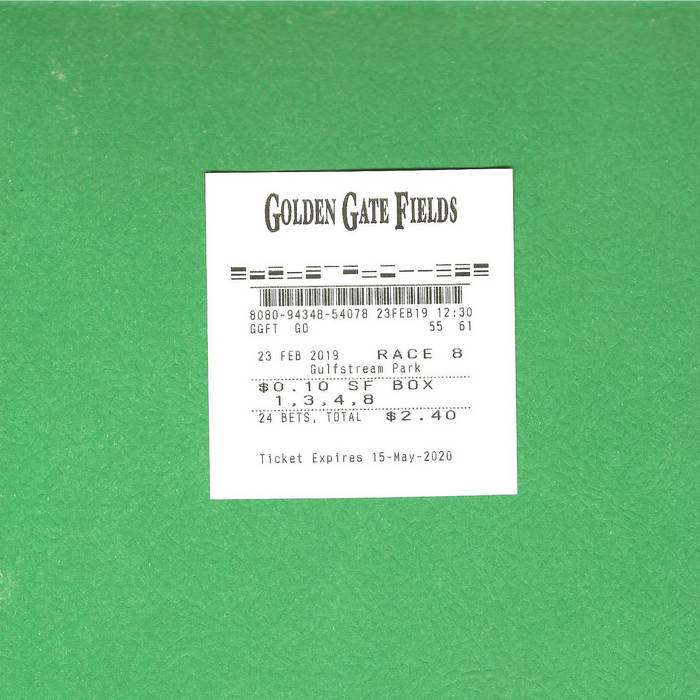 GOLDEN GATE FIELDS
8080-94348-54078 23FEB19 12:30
GGFT GO 55 61
23 FEB 2019 RACE 8
Gulfstream Park
$0.10 SF BOX
1,3,4,8
24 BETS, TOTAL $2.40
Ticket Expires 15-May-2020